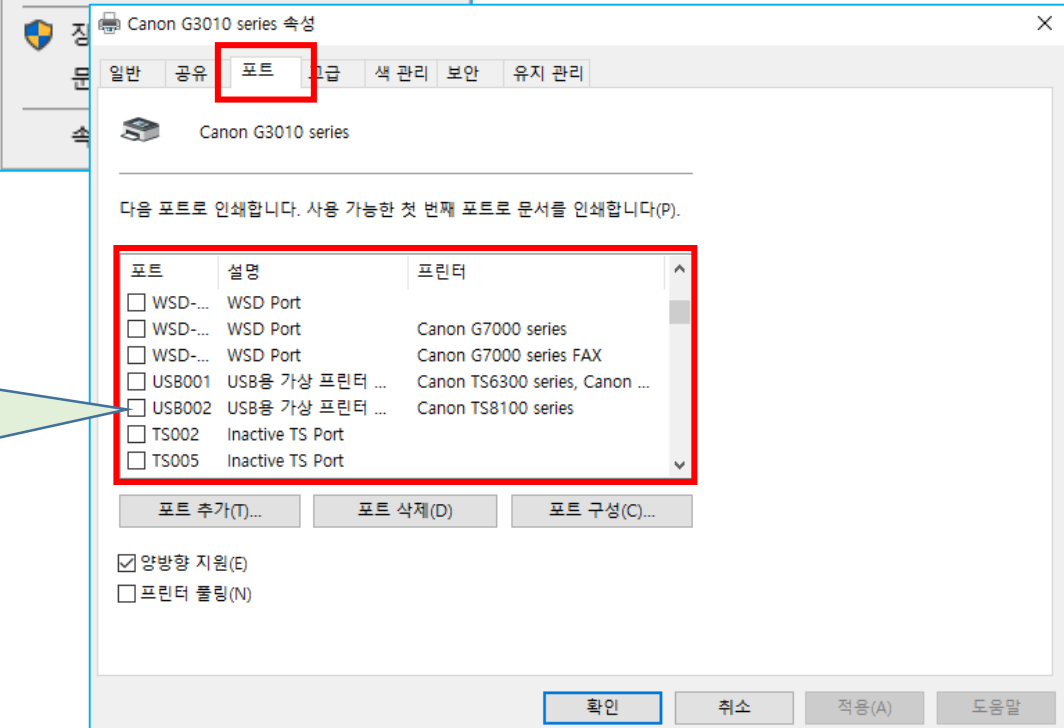 장
문
속
Canon G3010 series 속성
일반 공유 포트 고급 색 관리 보안 유지 관리
Canon G3010 series
다음 포트로 인쇄합니다. 사용 가능한 첫 번째 포트로 문서를 인쇄합니다(P).
포트 설명 프린터
WSD-... WSD Port
WSD-... WSD Port Canon G7000 series
WSD-... WSD Port Canon G7000 series FAX
USB001 USB용 가상 프린터 ... Canon TS6300 series, Canon ...
USB002 USB용 가상 프린터 ... Canon TS8100 series
TS002 Inactive TS Port
TS005 Inactive TS Port
포트 추가(T)... 포트 삭제(D) 포트 구성(C)...
양방향 지원(E)
프린터 풀링(N)
확인 취소 적용(A) 도움말